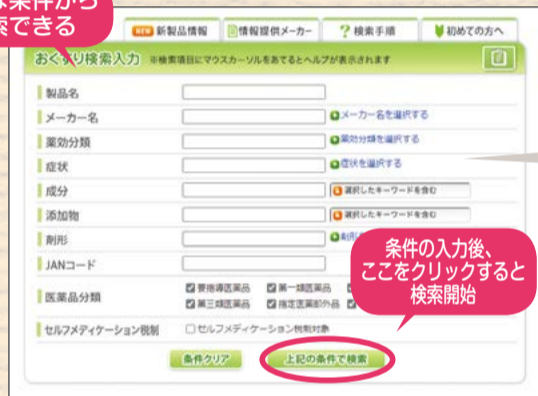 な条件から
索できる
NEW 新製品情報
情報提供メーカー
? 検索手順
初めての方へ
おくすり検索入力 ※検索項目にマウスカーソルをあてるとヘルプが表示されます
製品名
メーカー名 メーカー名を選択する
薬効分類 薬効分類を選択する
症状 症状を選択する
成分 選択したキーワードを含む
添加物 選択したキーワードを含む
剤形 剤形
JANコード
条件の入力後、
ここをクリックすると
検索開始
医薬品分類 要指導医薬品 第一類医薬品
第三類医薬品 指定医薬部外品
セルフメディケーション税制 セルフメディケーション税制対象
条件クリア 上記の条件で検索